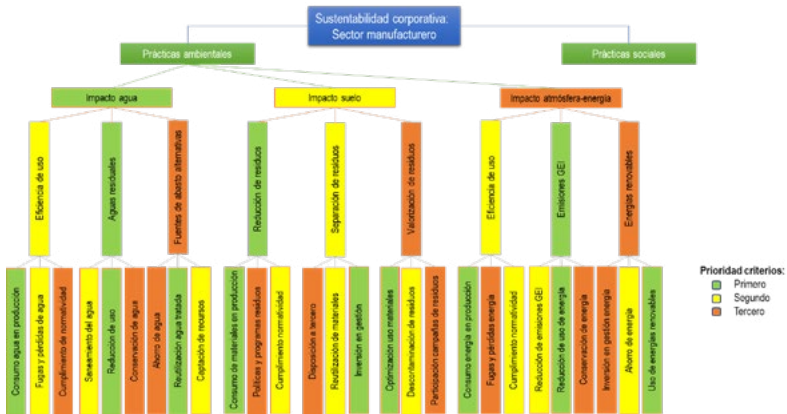 Sustentabilidad corporativa:
Sector manufacturero
Prácticas ambientales
Prácticas sociales
Impacto agua
Impacto suelo
Impacto atmósfera-energía
Eficiencia de uso
Aguas residuales
Fuentes de abasto alternativas
Reducción de residuos
Separación de residuos
Valorización de residuos
Eficiencia de uso
Emisiones GEI
Energías renovables
Consumo agua en producción
Fugas y pérdidas de agua
Cumplimiento de normatividad
Saneamiento del agua
Reducción de uso
Conservación de agua
Ahorro de agua
Reutilización agua tratada
Captación de recursos
Consumo de materiales en producción
Políticas y programas residuos
Cumplimiento normatividad
Disposición a tercero
Reutilización de materiales
Inversión en gestión
Optimización uso materiales
Descontaminación de residuos
Participación campañas de residuos
Consumo energía en producción
Fugas y pérdidas energía
Cumplimiento normatividad
Reducción de emisiones GEI
Reducción de uso de energía
Conservación de energía
Inversión en gestión energía
Ahorro de energía
Uso de energías renovables
Prioridad criterios:
Primero
Segundo
Tercero